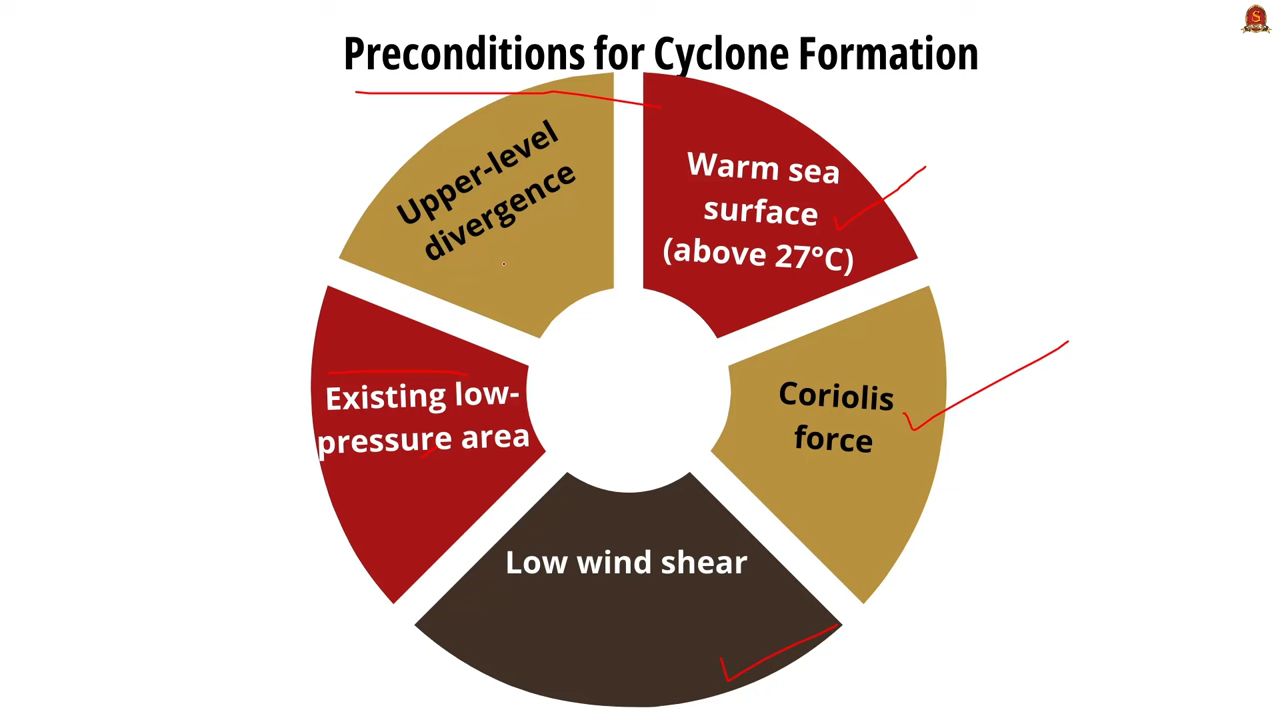 Preconditions for Cyclone Formation
Upper-level
divergence
Warm sea
surface
(above 27°C)
Existing low-
pressure area
Coriolis
force
Low wind shear
S